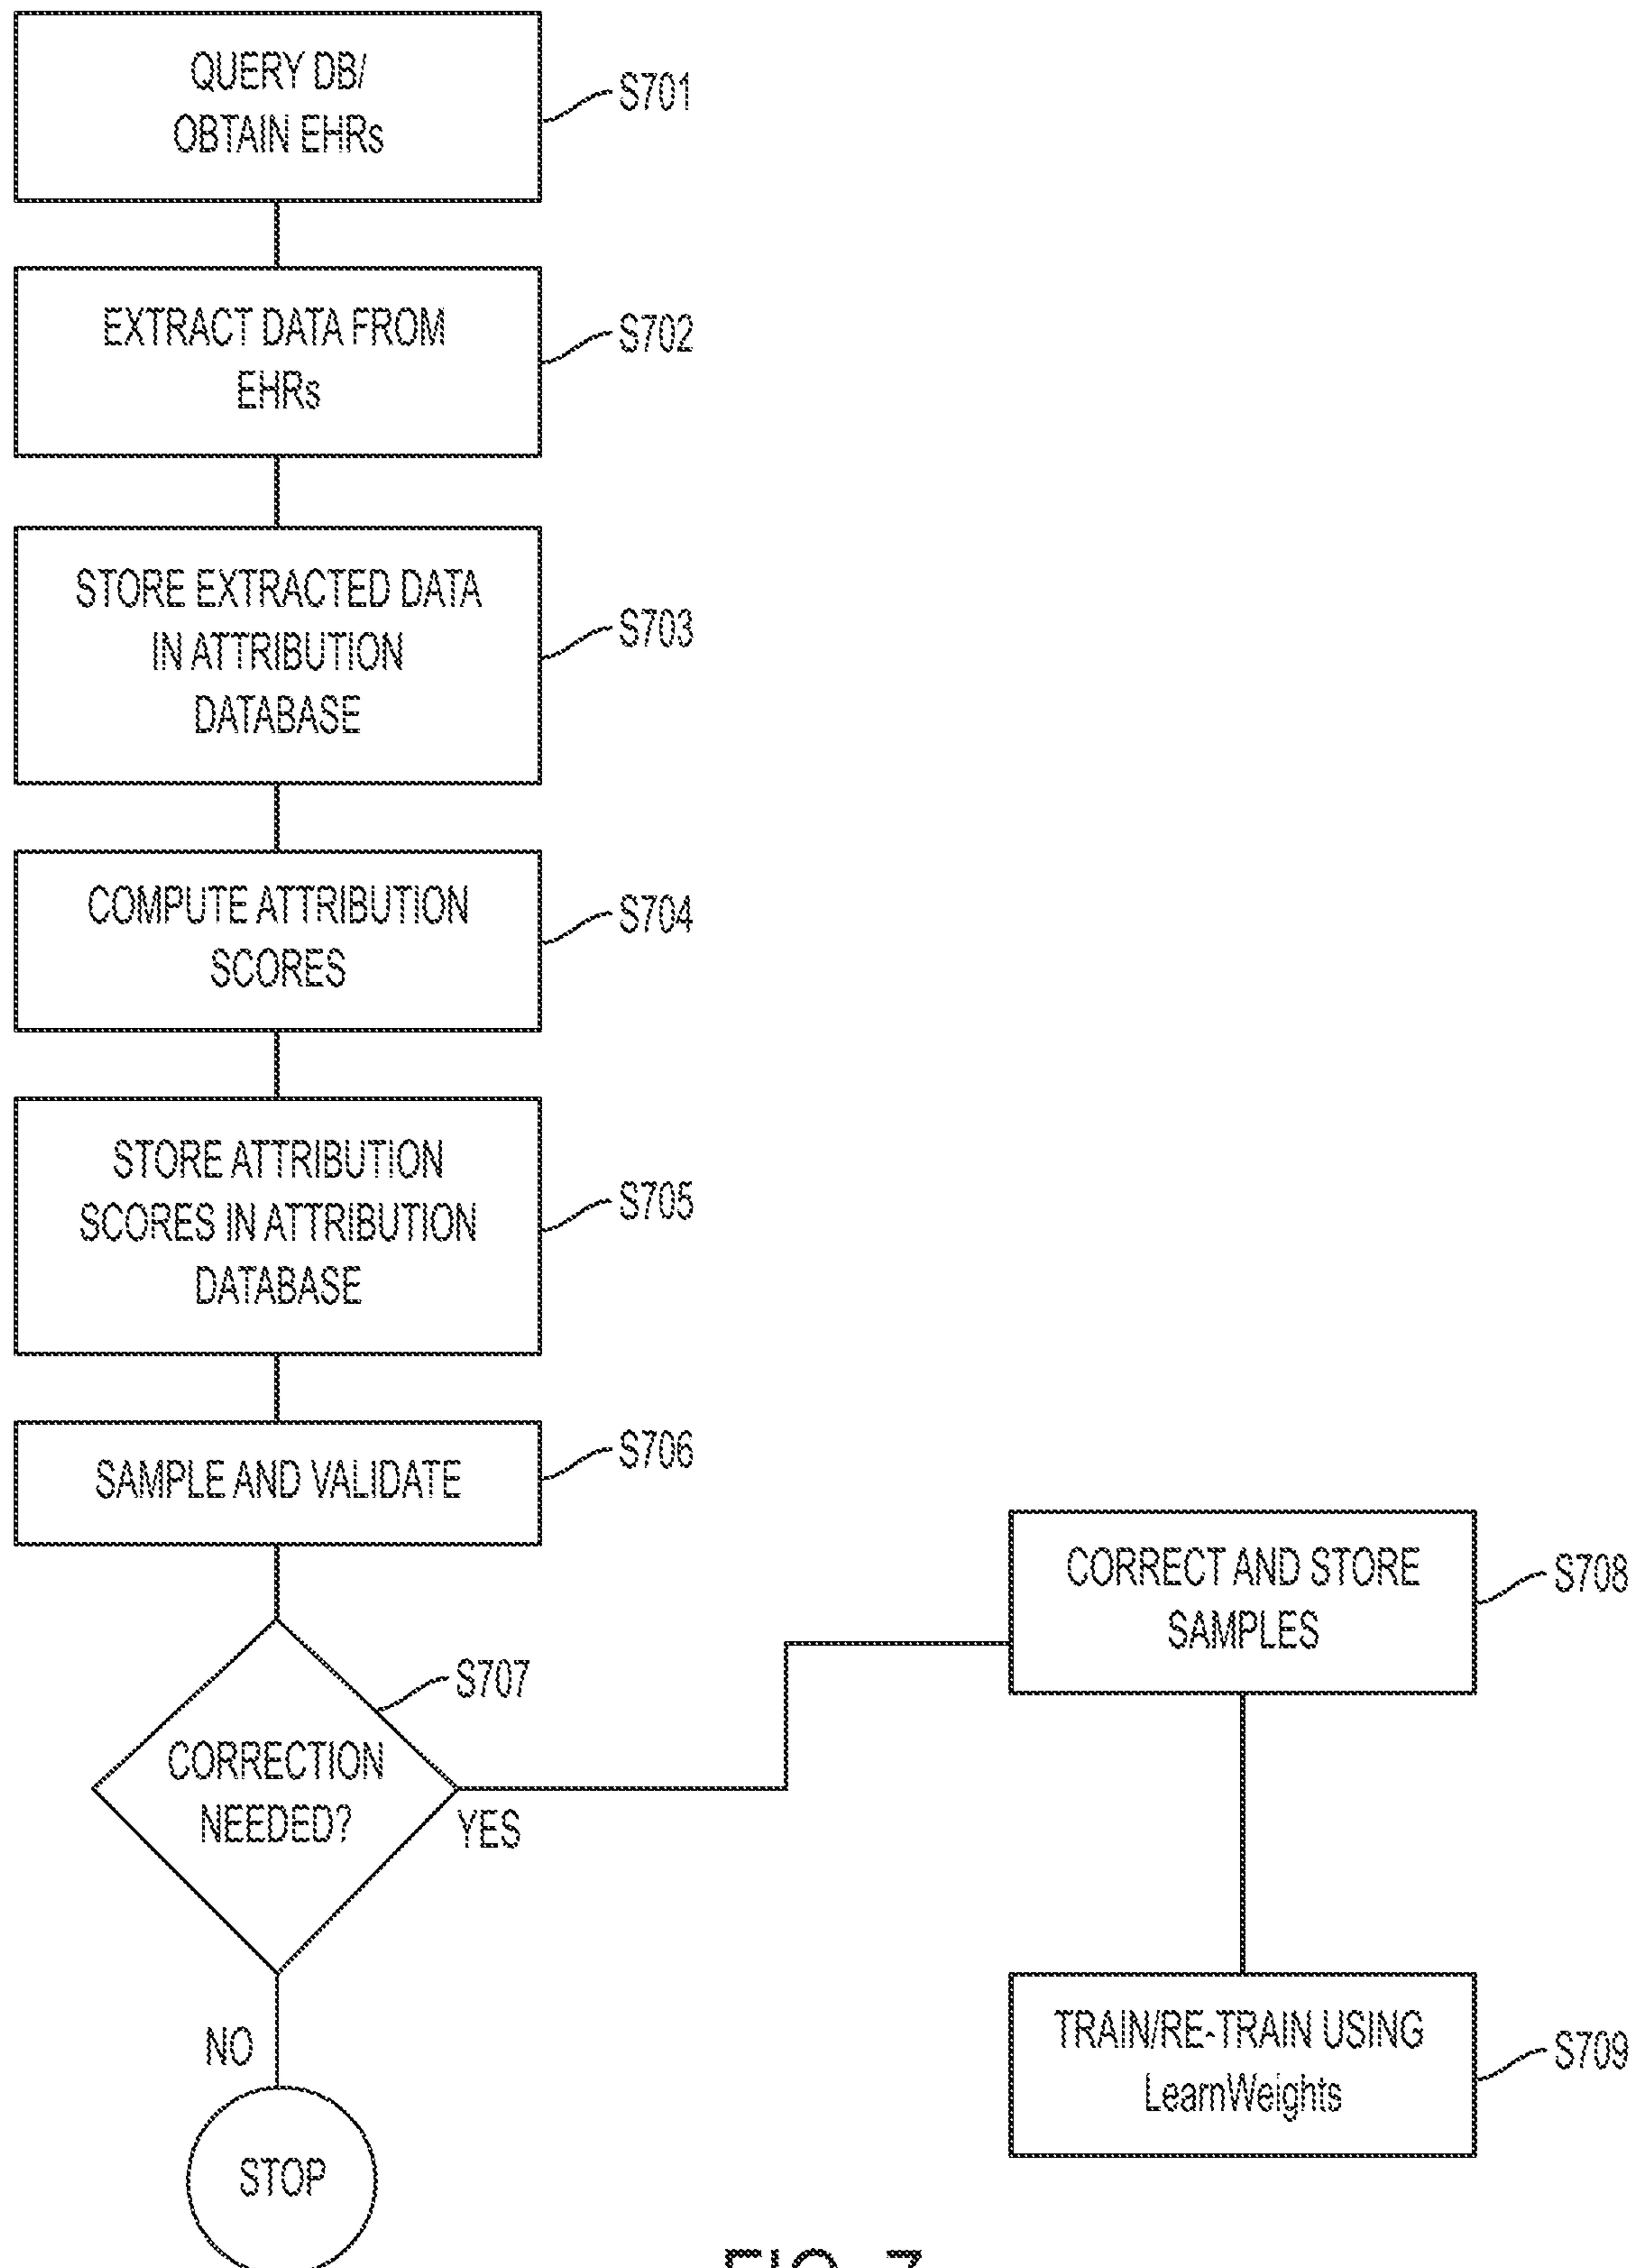 QUERY DB/
OBTAIN EHRs
S701
EXTRACT DATA FROM
EHRs
S702
STORE EXTRACTED DATA
IN ATTRIBUTION
DATABASE
S703
COMPUTE ATTRIBUTION
SCORES
S704
STORE ATTRIBUTION
SCORES IN ATTRIBUTION
DATABASE
S705
SAMPLE AND VALIDATE
S706
CORRECTION
NEEDED?
S707
YES
NO
STOP
CORRECT AND STORE
SAMPLES
S708
TRAIN/RE-TRAIN USING
LearnWeights
S709
FIG. 7